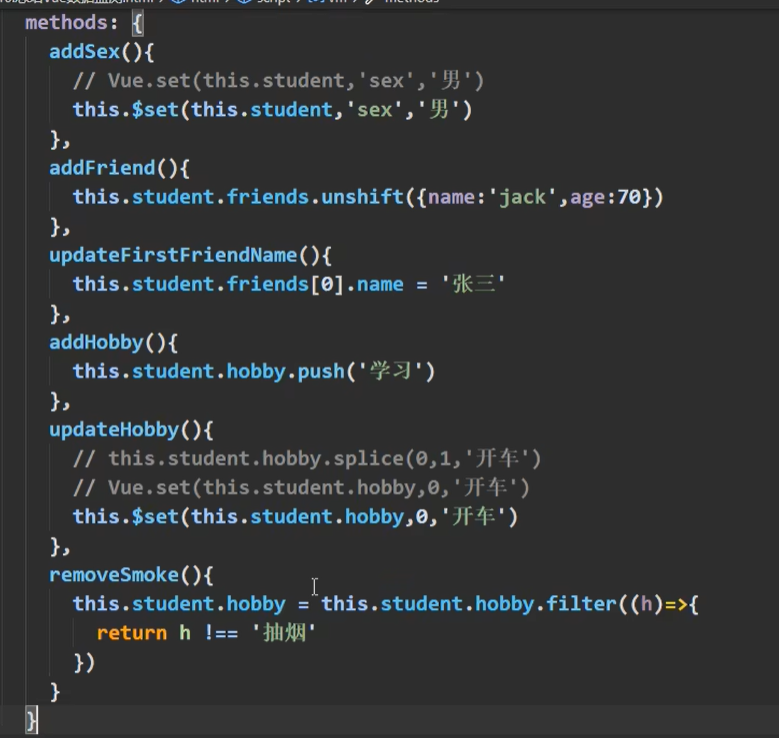 methods: {
addSex(){
// Vue.set(this.student,'sex','男')
this.$set(this.student,'sex','男')
},
addFriend(){
this.student.friends.unshift({name:'jack',age:70})
},
updateFirstFriendName(){
this.student.friends[0].name = '张三'
},
addHobby(){
this.student.hobby.push('学习')
},
updateHobby(){
// this.student.hobby.splice(0,1,'开车')
// Vue.set(this.student.hobby,0,'开车')
this.$set(this.student.hobby,0,'开车')
},
removeSmoke(){
this.student.hobby = this.student.hobby.filter((h)=>{
return h !== '抽烟'
})
}
}